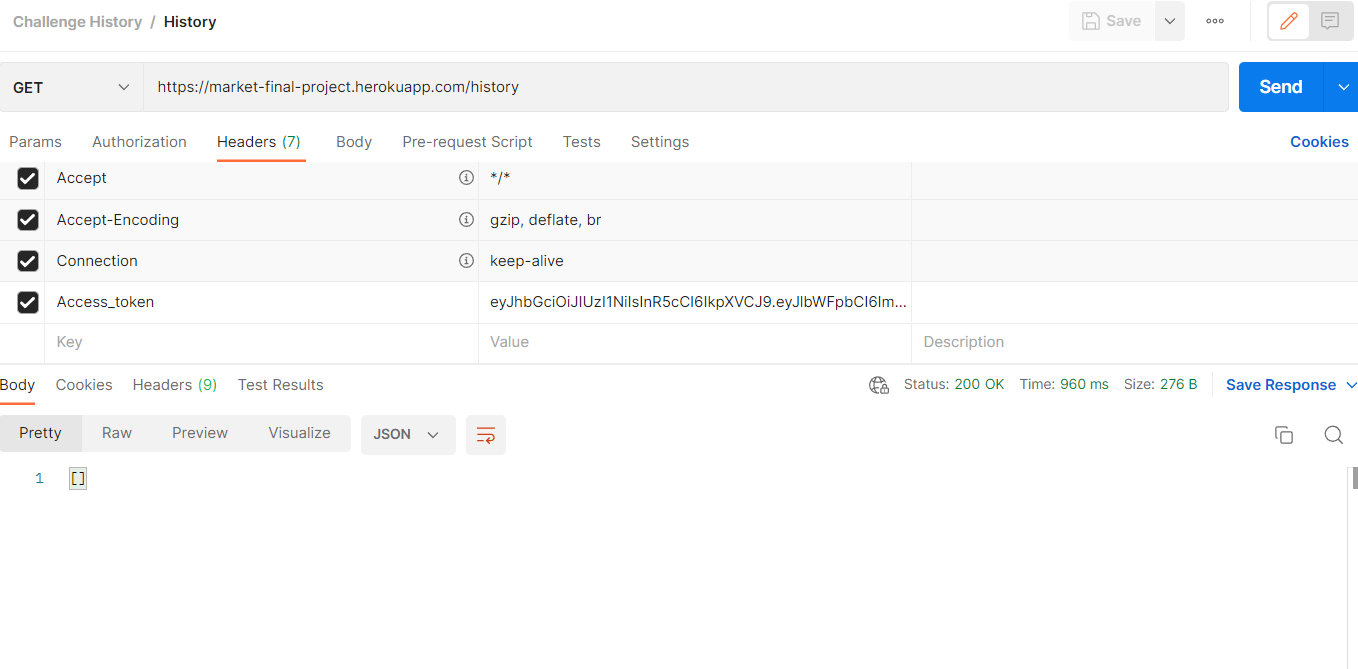 Challenge History / History
Save
GET
https://market-final-project.herokuapp.com/history
Send
Params Authorization Headers (7) Body Pre-request Script Tests Settings Cookies
Accept */*
Accept-Encoding gzip, deflate, br
Connection keep-alive
Access_token eyJhbGciOiJIUzI1NiIsInR5cCI6IkpXVCJ9.eyJlbWFpbCI6Im...
Key Value Description
Body Cookies Headers (9) Test Results Status: 200 OK Time: 960 ms Size: 276 B Save Response
Pretty Raw Preview Visualize JSON
1 []